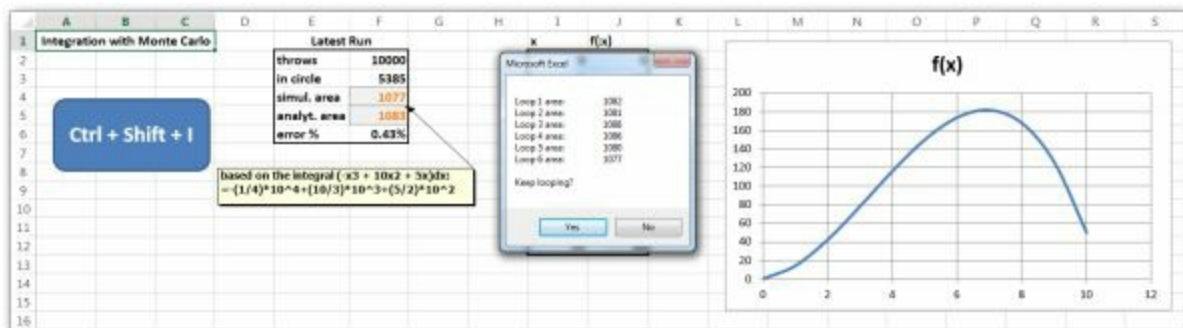 A B C D E F G H I J K L M N O P Q R S
1 Integration with Monte Carlo Latest Run x f(x)
2 throws 10000
3 in circle 5385
4 simul. area 1077
5 analyt. area 1083
6 error % 0.43%
7
8
9
10
11
12
13
14
15
16
Ctrl + Shift + I
based on the integral (-x3 + 10x2 + 5x)dx:
=-(1/4)*10^4+(10/3)*10^3+(5/2)*10^2
Microsoft Excel
Loop 1 area: 1082
Loop 2 area: 1081
Loop 3 area: 1086
Loop 4 area: 1086
Loop 5 area: 1080
Loop 6 area: 1077
Keep looping?
Yes No
f(x)
200
180
160
140
120
100
80
60
40
20
0
0 2 4 6 8 10 12